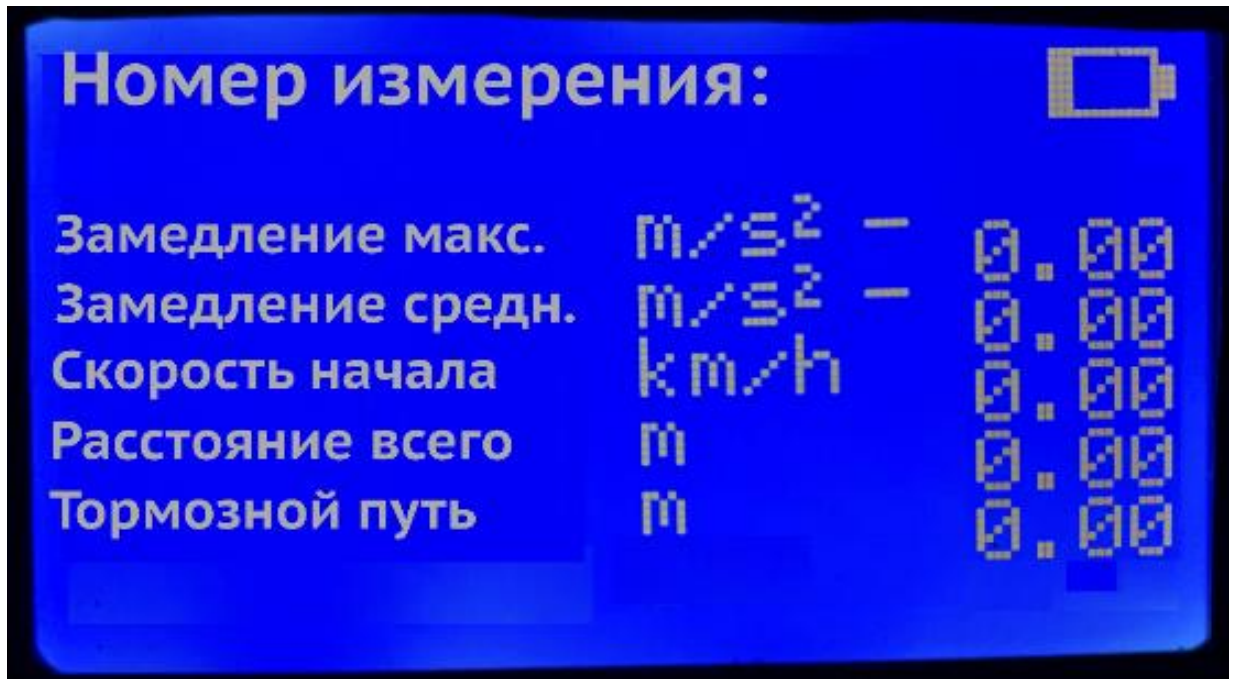 Номер измерения:
Замедление макс. m/s² - 0.00
Замедление средн. m/s² - 0.00
Скорость начала km/h 0.00
Расстояние всего m 0.00
Тормозной путь m 0.00